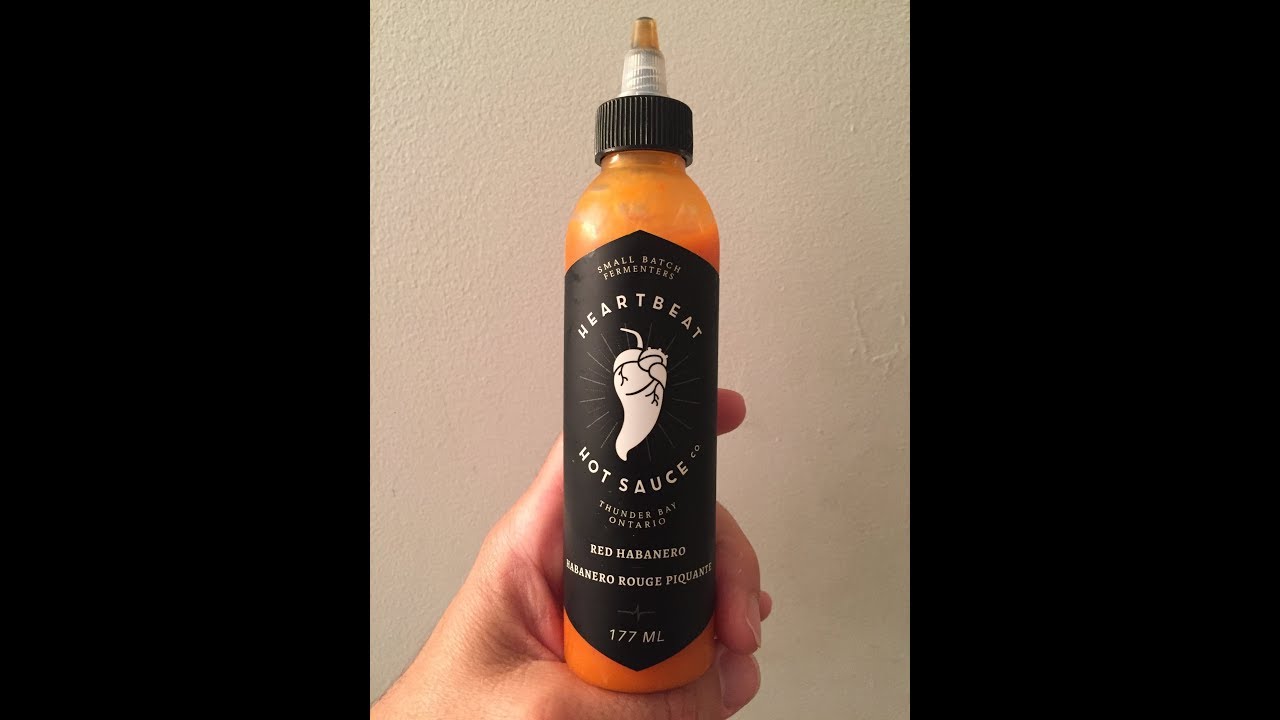 SMALL BATCH
FERMENTERS
HEARTBEAT
HOT SAUCE CO
THUNDER BAY
ONTARIO
RED HABANERO
HABANERO ROUGE PIQUANTE
177 ML